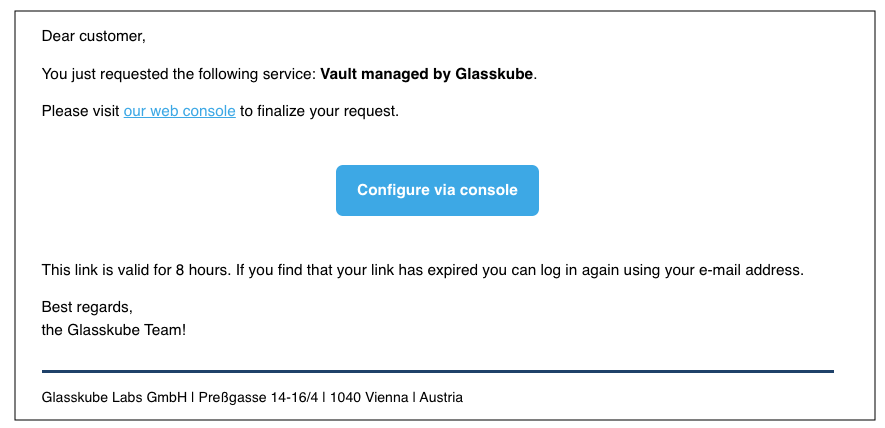 Dear customer,
You just requested the following service: Vault managed by Glasskube.
Please visit our web console to finalize your request.
Configure via console
This link is valid for 8 hours. If you find that your link has expired you can log in again using your e-mail address.
Best regards,
the Glasskube Team!
Glasskube Labs GmbH | Preßgasse 14-16/4 | 1040 Vienna | Austria